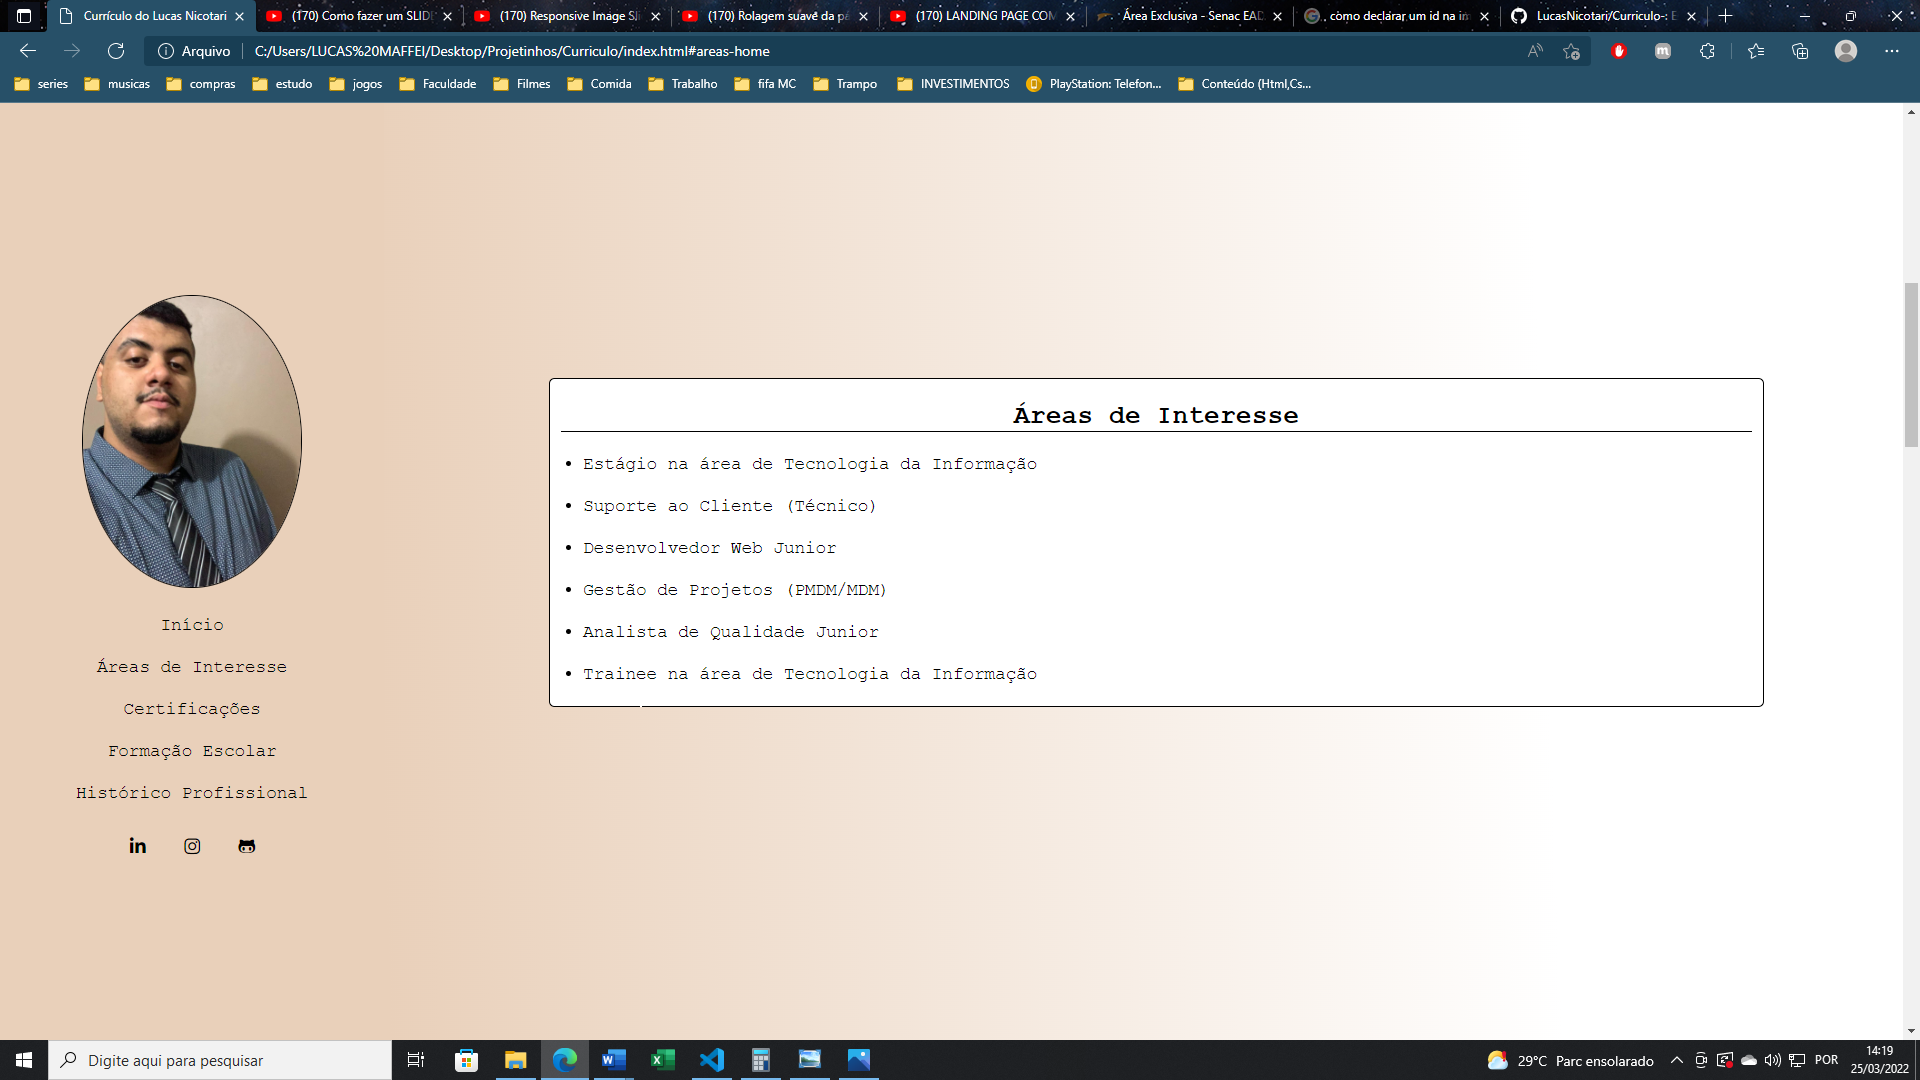 Currículo do Lucas Nicotari
(170) Como fazer um SLID
(170) Responsive Image Sl
(170) Rolagem suave da pá
(170) LANDING PAGE COM
Área Exclusiva - Senac EAD
como declarar um id na im
LucasNicotari/Curriculo-: E
Arquivo C:/Users/LUCAS%20MAFFEI/Desktop/Projetinhos/Curriculo/index.html#areas-home
series musicas compras estudo jogos Faculdade Filmes Comida Trabalho fifa MC Trampo INVESTIMENTOS PlayStation: Telefon... Conteúdo (Html,Cs...
Início
Áreas de Interesse
Certificações
Formação Escolar
Histórico Profissional
in
Áreas de Interesse
• Estágio na área de Tecnologia da Informação
• Suporte ao Cliente (Técnico)
• Desenvolvedor Web Junior
• Gestão de Projetos (PMDM/MDM)
• Analista de Qualidade Junior
• Trainee na área de Tecnologia da Informação
Digite aqui para pesquisar
29°C Parc ensolarado
POR
14:19
25/03/2022